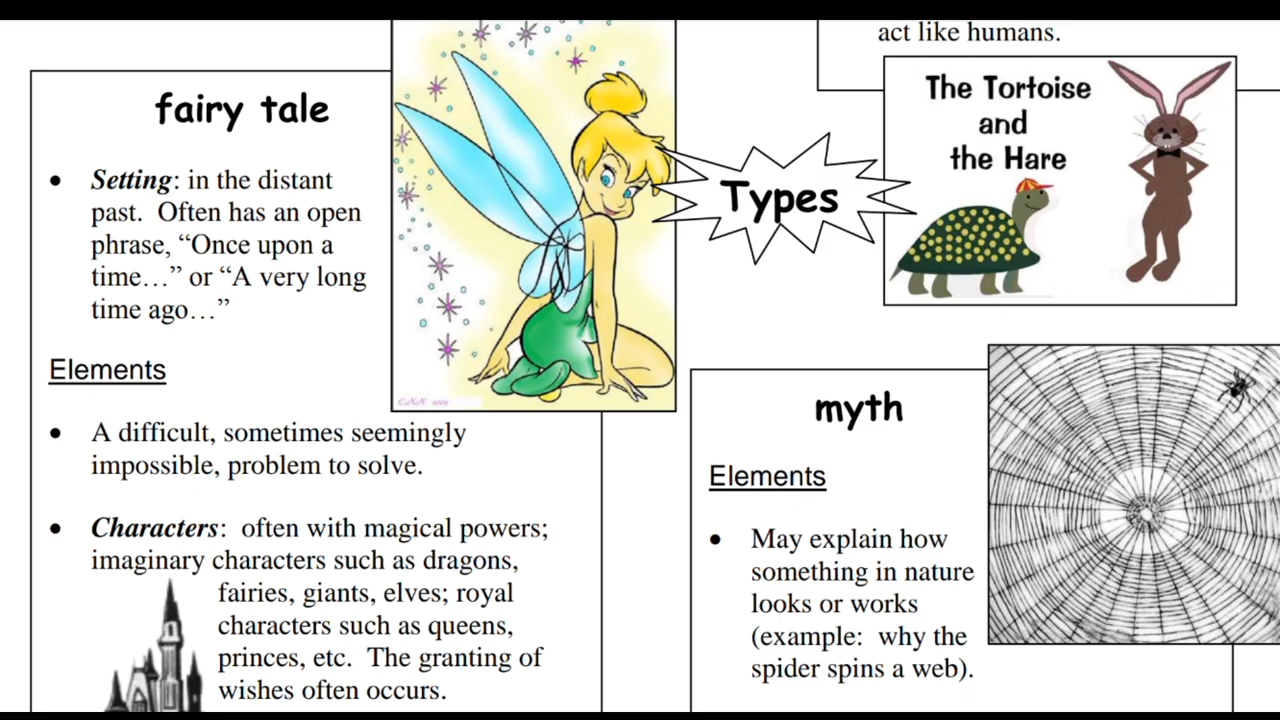 act like humans.
fairy tale
• Setting: in the distant
past. Often has an open
phrase, “Once upon a
time…” or “A very long
time ago…”
Elements
• A difficult, sometimes seemingly
impossible, problem to solve.
• Characters: often with magical powers;
imaginary characters such as dragons,
fairies, giants, elves; royal
characters such as queens,
princes, etc. The granting of
wishes often occurs.
Types
The Tortoise
and
the Hare
myth
Elements
• May explain how
something in nature
looks or works
(example: why the
spider spins a web).